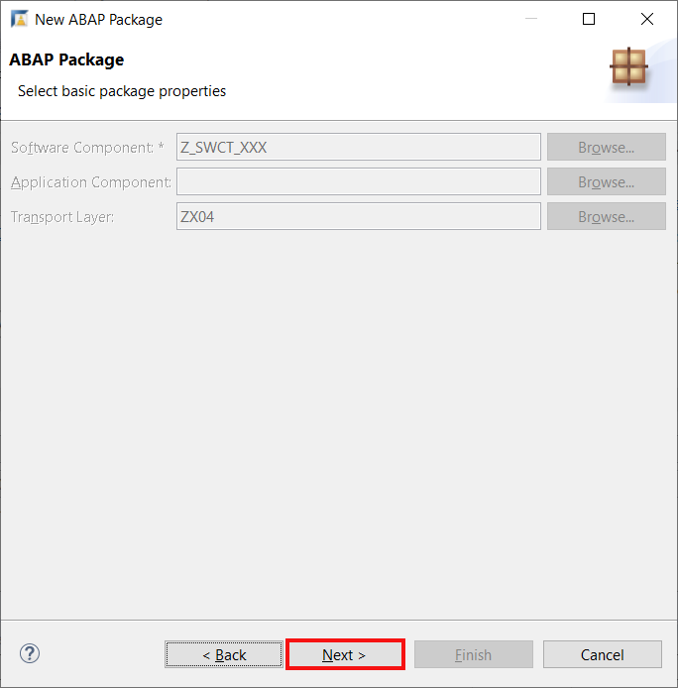 New ABAP Package
ABAP Package
Select basic package properties
Software Component: * Z_SWCT_XXX Browse...
Application Component: Browse...
Transport Layer: ZX04 Browse...
? < Back Next > Finish Cancel